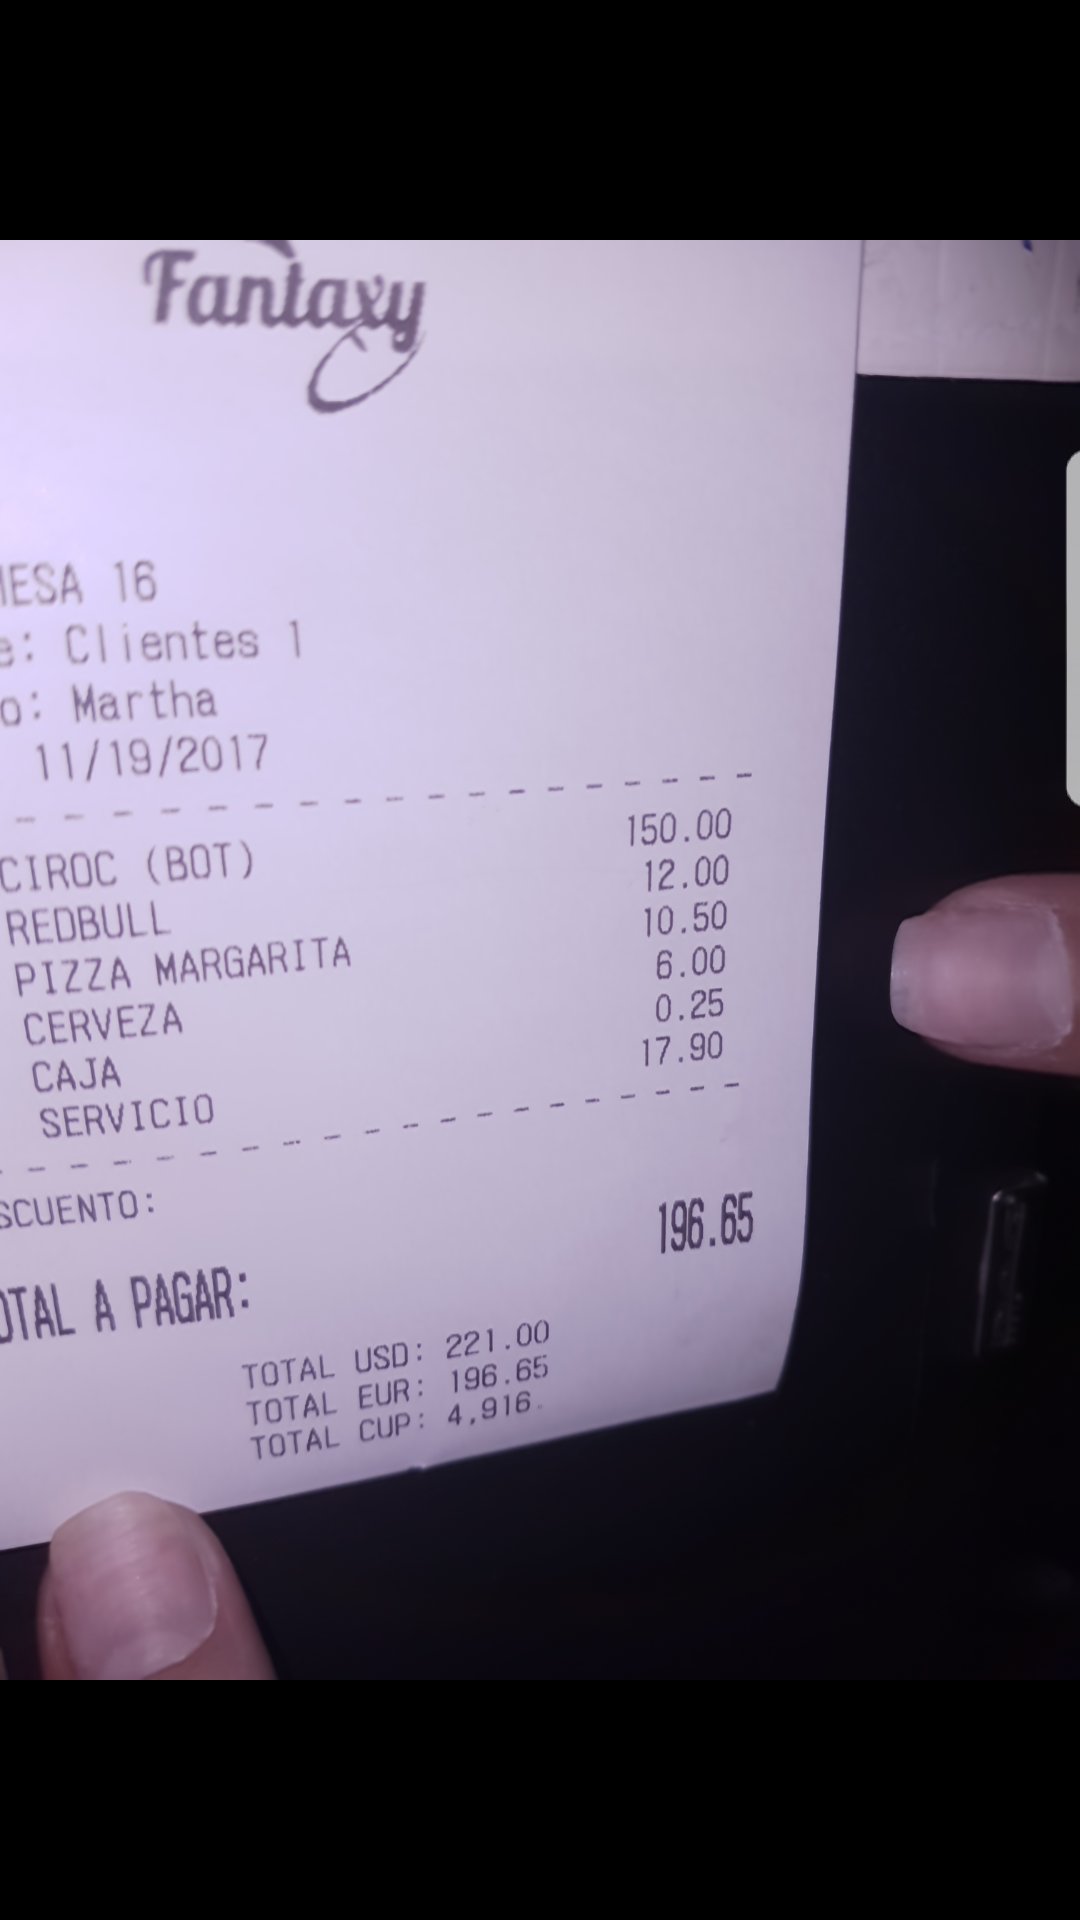 Fantaxy
MESA 16
e: Clientes 1
o: Martha
11/19/2017
CIROC (BOT) 150.00
REDBULL 12.00
PIZZA MARGARITA 10.50
CERVEZA 6.00
CAJA 0.25
SERVICIO 17.90
SCUENTO:
OTAL A PAGAR: 196.65
TOTAL USD: 221.00
TOTAL EUR: 196.65
TOTAL CUP: 4,916.